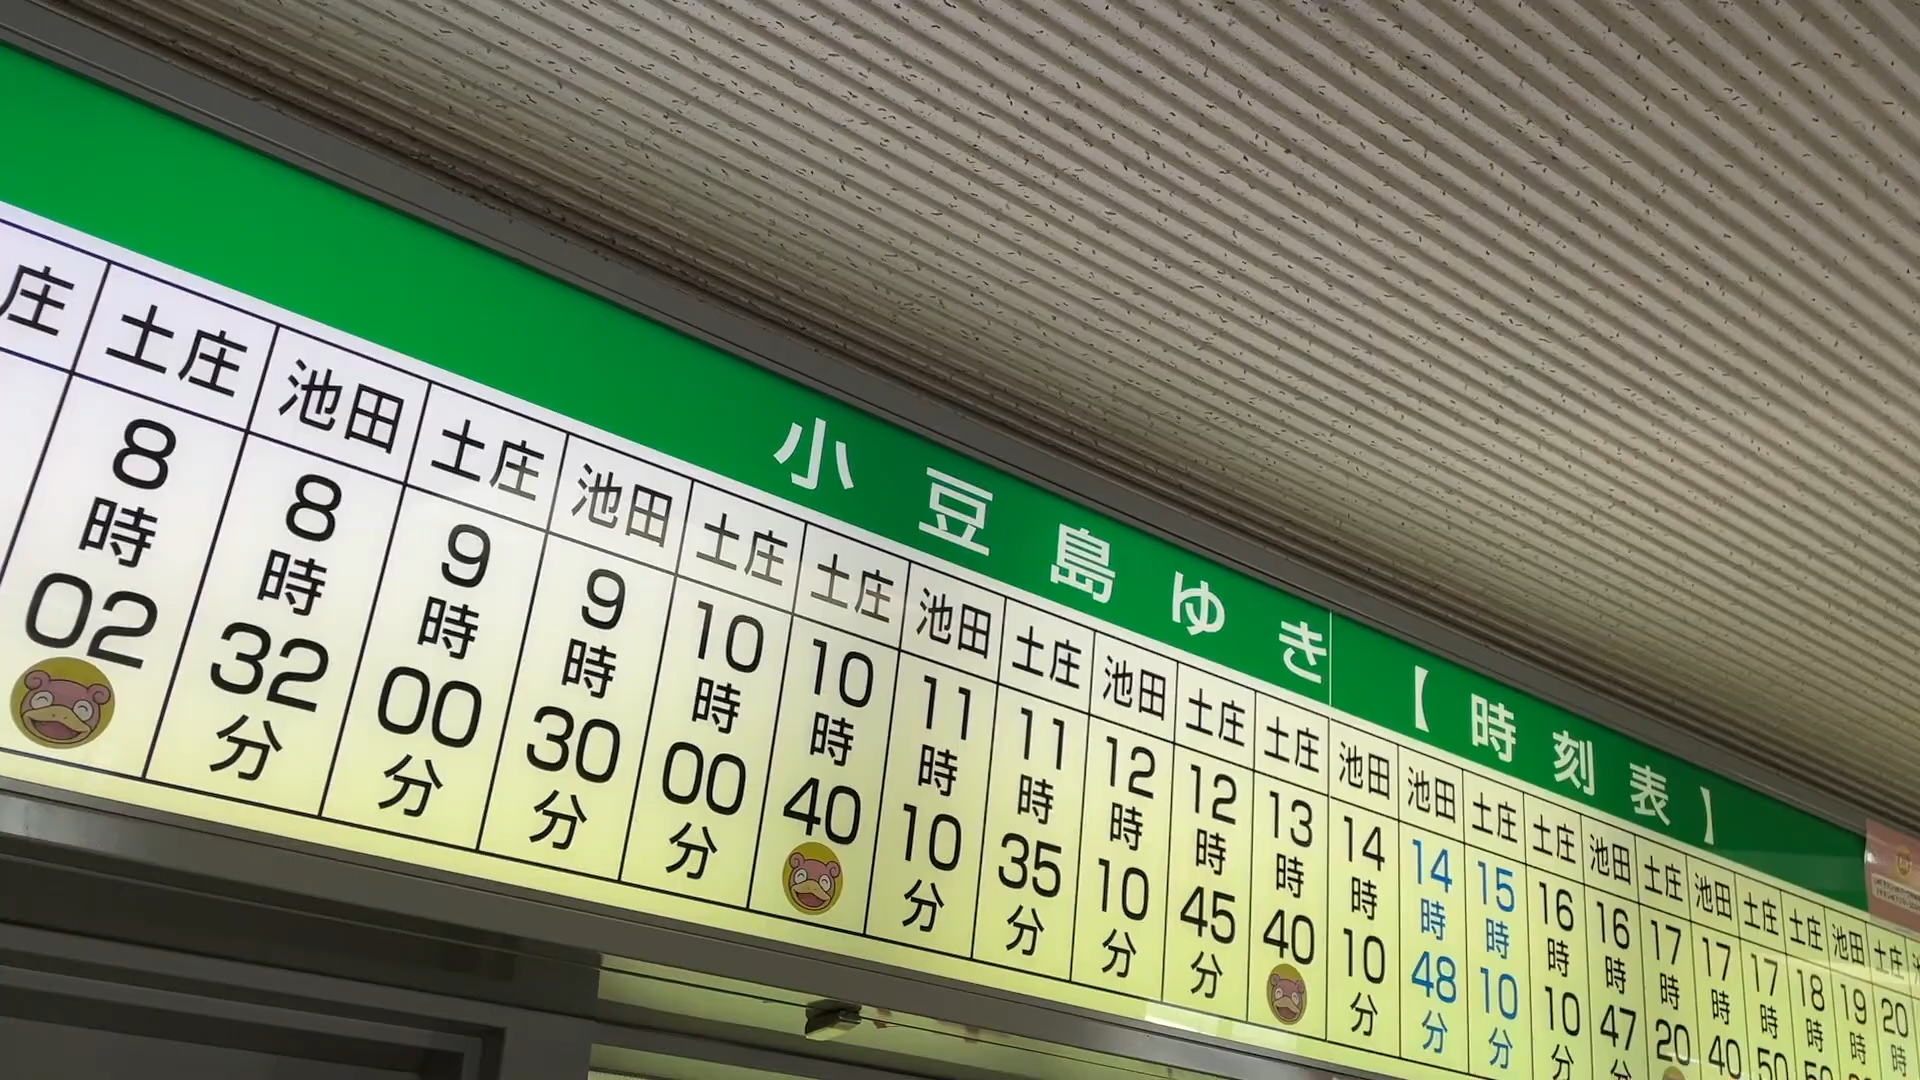 小豆島ゆき 【時刻表】
庄 土庄 池田 土庄 池田 土庄 土庄 池田 土庄 池田 土庄 土庄 池田 池田 土庄 土庄 池田 土庄 池田 土庄 土庄 池田 土庄
8時02 8時32分 9時00分 9時30分 10時00分 10時40 11時10分 11時35分 12時10分 12時45分 13時40 14時10分 14時48分 15時10分 16時10分 16時47分 17時20 17時40 17時50 18時50 19時 20時